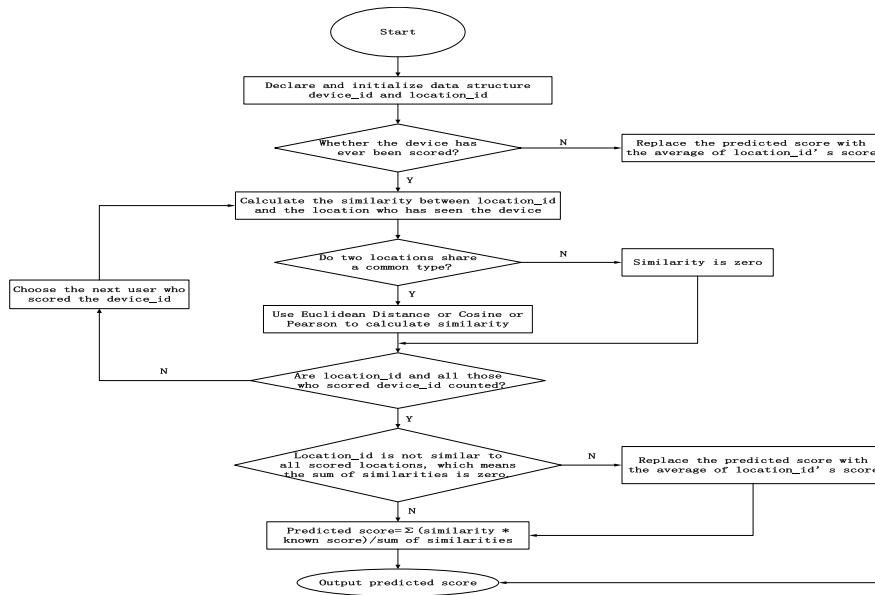 Start
Declare and initialize data structure
device_id and location_id
Whether the device has
ever been scored?
N
Replace the predicted score with
the average of location_id's score
Y
Calculate the similarity between location_id
and the location who has seen the device
Do two locations share
a common type?
N
Similarity is zero
Choose the next user who
scored the device_id
Y
Use Euclidean Distance or Cosine or
Pearson to calculate similarity
N
Are location_id and all those
who scored device_id counted?
Y
Location_id is not similar to
all scored locations, which means
the sum of similarities is zero.
N
Replace the predicted score with
the average of location_id's score
N
Predicted score=Σ(similarity *
known score)/sum of similarities
Output predicted score